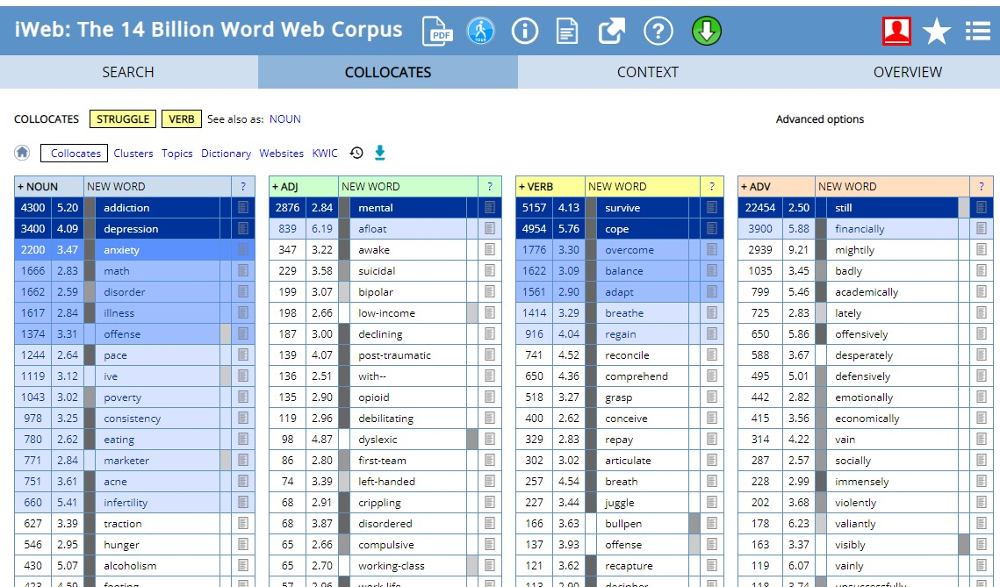 iWeb: The 14 Billion Word Web Corpus PDF TOUR
SEARCH COLLOCATES CONTEXT OVERVIEW
COLLOCATES STRUGGLE VERB See also as: NOUN Advanced options
Collocates Clusters Topics Dictionary Websites KWIC
+ NOUN NEW WORD ? + ADJ NEW WORD ? + VERB NEW WORD ? + ADV NEW WORD ?
4300 5.20 addiction 2876 2.84 mental 5157 4.13 survive 22454 2.50 still
3400 4.09 depression 839 6.19 afloat 4954 5.76 cope 3900 5.88 financially
2200 3.47 anxiety 347 3.22 awake 1776 3.30 overcome 2939 9.21 mightily
1666 2.83 math 229 3.58 suicidal 1622 3.09 balance 1035 3.45 badly
1662 2.59 disorder 199 3.07 bipolar 1561 2.90 adapt 799 5.46 academically
1617 2.84 illness 198 2.66 low-income 1414 3.29 breathe 725 2.83 lately
1374 3.31 offense 187 3.00 declining 916 4.04 regain 650 5.86 offensively
1244 2.64 pace 139 4.07 post-traumatic 741 4.52 reconcile 588 3.67 desperately
1119 3.12 ive 136 2.51 with-- 650 4.36 comprehend 495 5.01 defensively
1043 3.02 poverty 135 2.90 opioid 518 3.27 grasp 442 2.82 emotionally
978 3.25 consistency 119 2.96 debilitating 400 2.62 conceive 415 3.56 economically
780 2.62 eating 98 4.87 dyslexic 329 2.83 repay 314 4.22 vain
771 2.84 marketer 86 2.80 first-team 302 3.02 articulate 287 2.57 socially
751 3.61 acne 74 3.39 left-handed 257 4.54 breath 228 2.99 immensely
660 5.41 infertility 68 2.91 crippling 227 3.44 juggle 202 3.68 violently
627 3.39 traction 68 3.87 disordered 166 3.63 bullpen 178 6.23 valiantly
546 2.95 hunger 65 2.66 compulsive 137 3.93 offense 163 3.37 visibly
430 5.07 alcoholism 65 2.70 working-class 121 3.62 recapture 119 6.07 vainly
423 4.59 footing 57 2.96 work-life 113 2.90 decipher 118 3.74 unsuccessfully